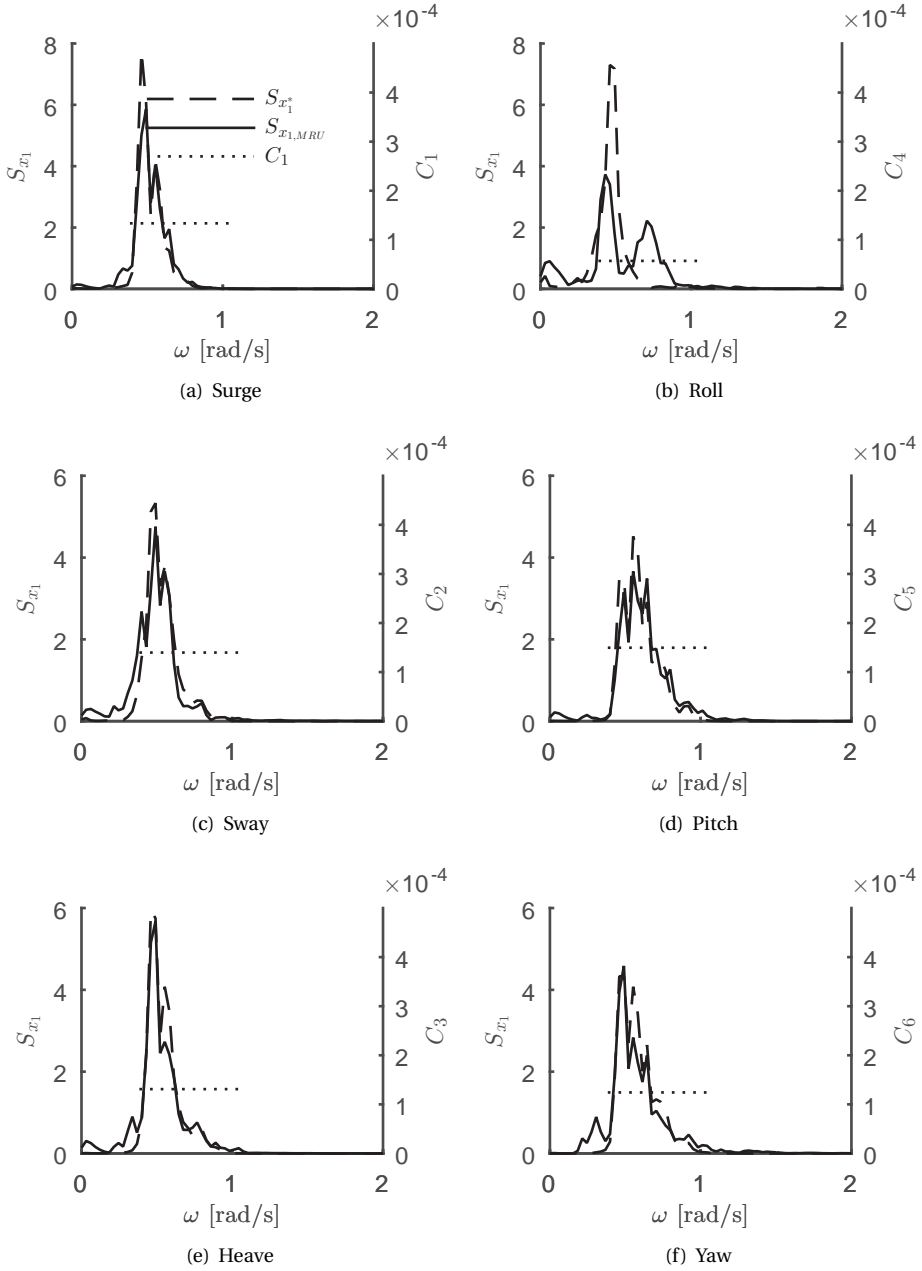 ×10⁻⁴ ×10⁻⁴
8 8
6 4 6 4
S_{x_1^*}
S_{x_{1,MRU}}
C_1
S_{x_1} 4 3 C_1 S_{x_1} 4 3 C_4
2 2
2 1 2 1
0 0 0 0
0 1 2 0 1 2
ω [rad/s] ω [rad/s]
(a) Surge (b) Roll
×10⁻⁴ ×10⁻⁴
6 6
4 4
4 4
S_{x_1} 3 C_2 S_{x_1} 3 C_5
2 2
2 2
1 1
0 0 0 0
0 1 2 0 1 2
ω [rad/s] ω [rad/s]
(c) Sway (d) Pitch
×10⁻⁴ ×10⁻⁴
6 6
4 4
4 4
S_{x_1} 3 C_3 S_{x_1} 3 C_6
2 2
2 2
1 1
0 0 0 0
0 1 2 0 1 2
ω [rad/s] ω [rad/s]
(e) Heave (f) Yaw